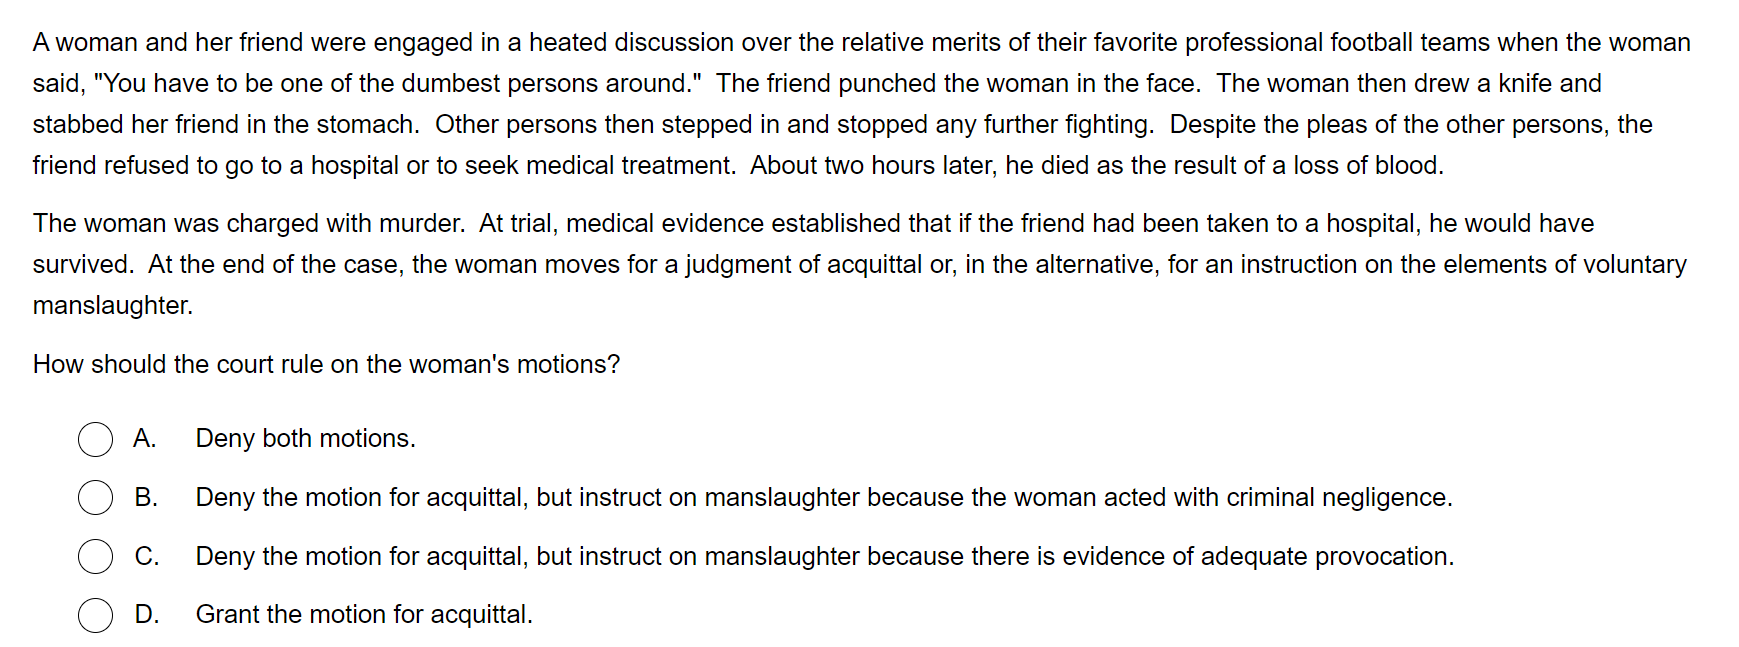 A woman and her friend were engaged in a heated discussion over the relative merits of their favorite professional football teams when the woman
said, "You have to be one of the dumbest persons around."  The friend punched the woman in the face.  The woman then drew a knife and
stabbed her friend in the stomach.  Other persons then stepped in and stopped any further fighting.  Despite the pleas of the other persons, the
friend refused to go to a hospital or to seek medical treatment.  About two hours later, he died as the result of a loss of blood.
The woman was charged with murder.  At trial, medical evidence established that if the friend had been taken to a hospital, he would have
survived.  At the end of the case, the woman moves for a judgment of acquittal or, in the alternative, for an instruction on the elements of voluntary
manslaughter.
How should the court rule on the woman's motions?
A. Deny both motions.
B. Deny the motion for acquittal, but instruct on manslaughter because the woman acted with criminal negligence.
C. Deny the motion for acquittal, but instruct on manslaughter because there is evidence of adequate provocation.
D. Grant the motion for acquittal.